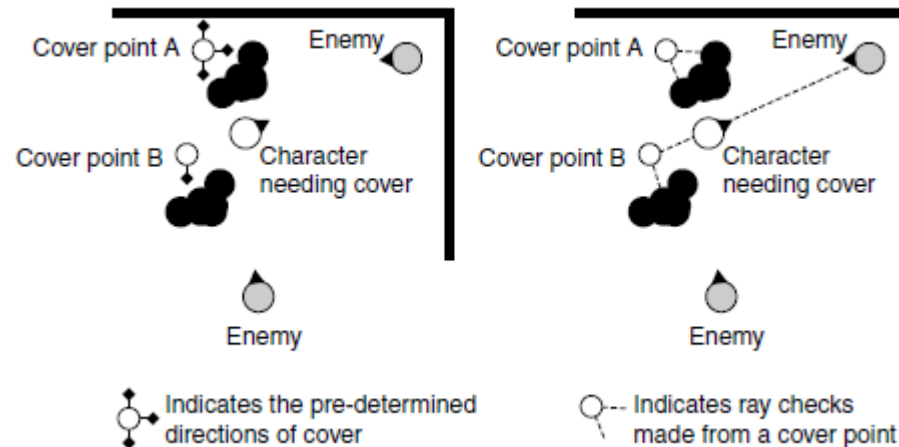 Cover point A
Enemy
Cover point B
Character
needing cover
Enemy
Indicates the pre-determined
directions of cover
Cover point A
Enemy
Cover point B
Character
needing cover
Enemy
Indicates ray checks
made from a cover point